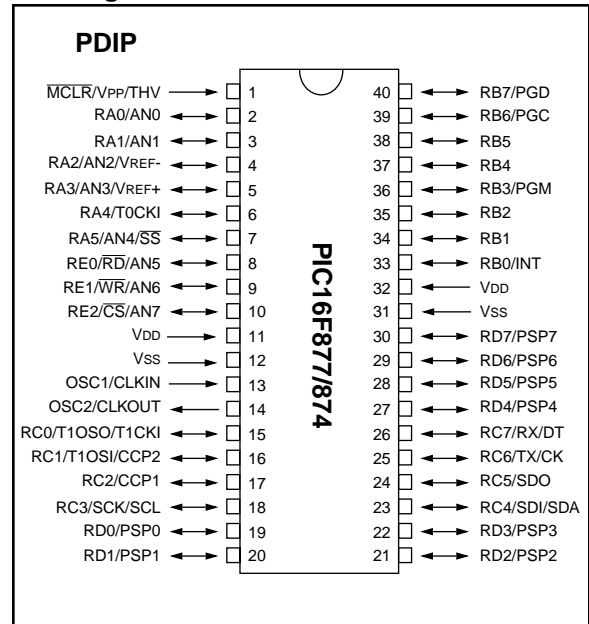 PDIP
MCLR/VPP/THV 1 40 RB7/PGD
RA0/AN0 2 39 RB6/PGC
RA1/AN1 3 38 RB5
RA2/AN2/VREF- 4 37 RB4
RA3/AN3/VREF+ 5 36 RB3/PGM
RA4/T0CKI 6 35 RB2
RA5/AN4/SS 7 34 RB1
RE0/RD/AN5 8 33 RB0/INT
RE1/WR/AN6 9 32 VDD
RE2/CS/AN7 10 31 VSS
VDD 11 30 RD7/PSP7
VSS 12 29 RD6/PSP6
OSC1/CLKIN 13 28 RD5/PSP5
OSC2/CLKOUT 14 27 RD4/PSP4
RC0/T1OSO/T1CKI 15 26 RC7/RX/DT
RC1/T1OSI/CCP2 16 25 RC6/TX/CK
RC2/CCP1 17 24 RC5/SDO
RC3/SCK/SCL 18 23 RC4/SDI/SDA
RD0/PSP0 19 22 RD3/PSP3
RD1/PSP1 20 21 RD2/PSP2
PIC16F877/874